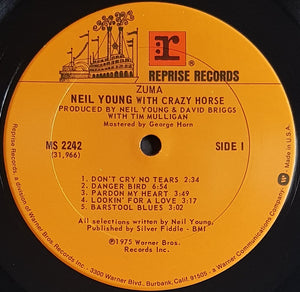 r
REPRISE RECORDS
ZUMA
NEIL YOUNG WITH CRAZY HORSE
PRODUCED BY NEIL YOUNG & DAVID BRIGGS
WITH TIM MULLIGAN
Mastered by George Horn
MS 2242
(31,966)
SIDE 1
1. DON'T CRY NO TEARS 2:34
2. DANGER BIRD 6:54
3. PARDON MY HEART 3:49
4. LOOKIN' FOR A LOVE 3:17
5. BARSTOOL BLUES 3:02
All selections written by Neil Young,
Published by Silver Fiddle - BMI
©1975 Warner Bros.
Records Inc.
Reprise Records, a division of Warner Bros. Records Inc. · 3300 Warner Blvd., Burbank, Calif. 91505 · a Warner Communications Company.
Made in U.S.A.